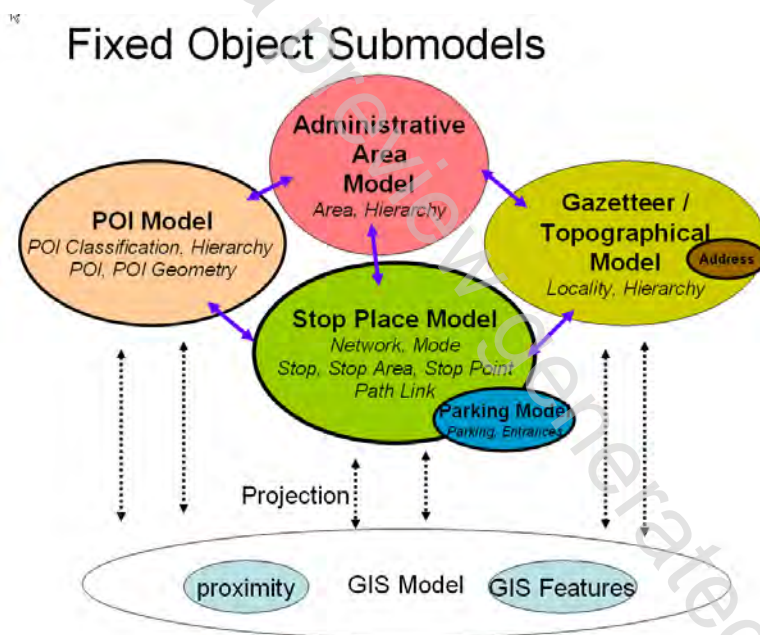 Fixed Object Submodels
Administrative
Area
Model
Area, Hierarchy
POI Model
POI Classification, Hierarchy
POI, POI Geometry
Gazetteer /
Topographical
Model
Locality, Hierarchy
Address
Stop Place Model
Network, Mode
Stop, Stop Area, Stop Point
Path Link
Parking Model
Parking, Entrances
Projection
proximity
GIS Model
GIS Features
a preview generated